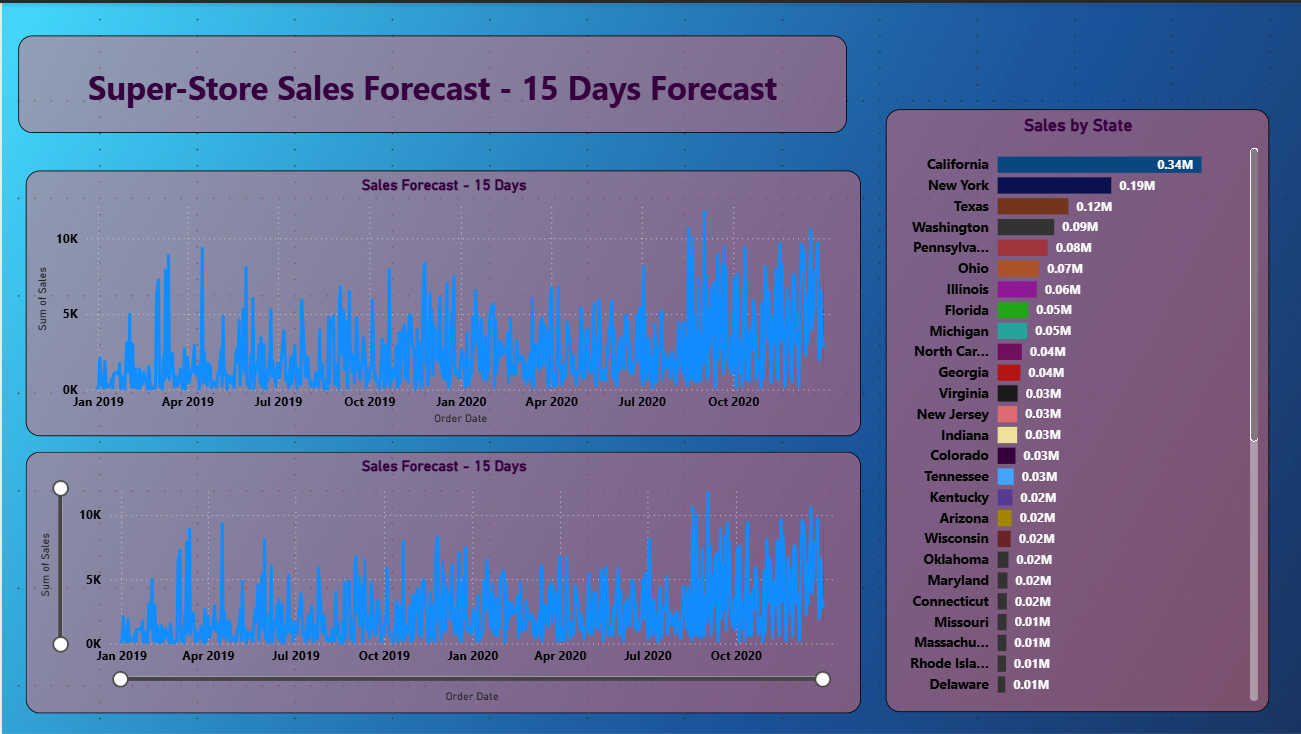 Super-Store Sales Forecast - 15 Days Forecast
Sales Forecast - 15 Days
10K
5K
0K
Sum of Sales
Jan 2019 Apr 2019 Jul 2019 Oct 2019 Jan 2020 Apr 2020 Jul 2020 Oct 2020
Order Date
Sales Forecast - 15 Days
10K
5K
0K
Sum of Sales
Jan 2019 Apr 2019 Jul 2019 Oct 2019 Jan 2020 Apr 2020 Jul 2020 Oct 2020
Order Date
Sales by State
California 0.34M
New York 0.19M
Texas 0.12M
Washington 0.09M
Pennsylva... 0.08M
Ohio 0.07M
Illinois 0.06M
Florida 0.05M
Michigan 0.05M
North Car... 0.04M
Georgia 0.04M
Virginia 0.03M
New Jersey 0.03M
Indiana 0.03M
Colorado 0.03M
Tennessee 0.03M
Kentucky 0.02M
Arizona 0.02M
Wisconsin 0.02M
Oklahoma 0.02M
Maryland 0.02M
Connecticut 0.02M
Missouri 0.01M
Massachu... 0.01M
Rhode Isla... 0.01M
Delaware 0.01M